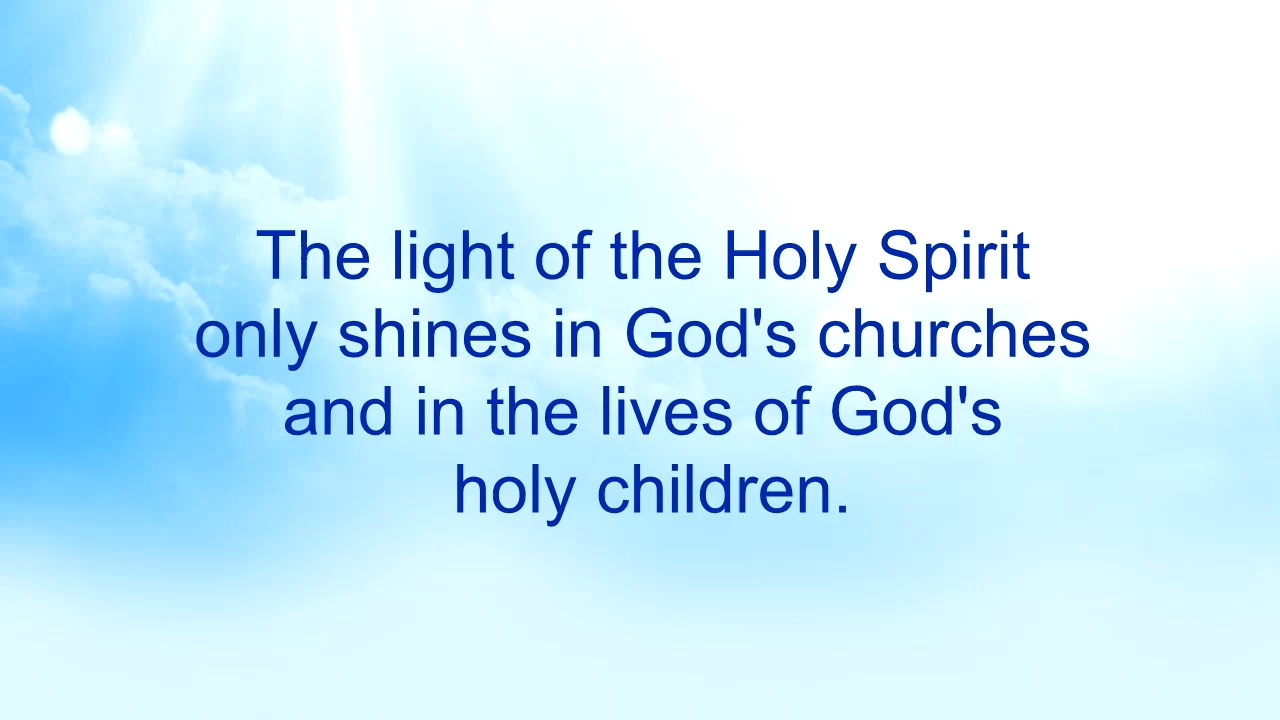 The light of the Holy Spirit
only shines in God's churches
and in the lives of God's
holy children.